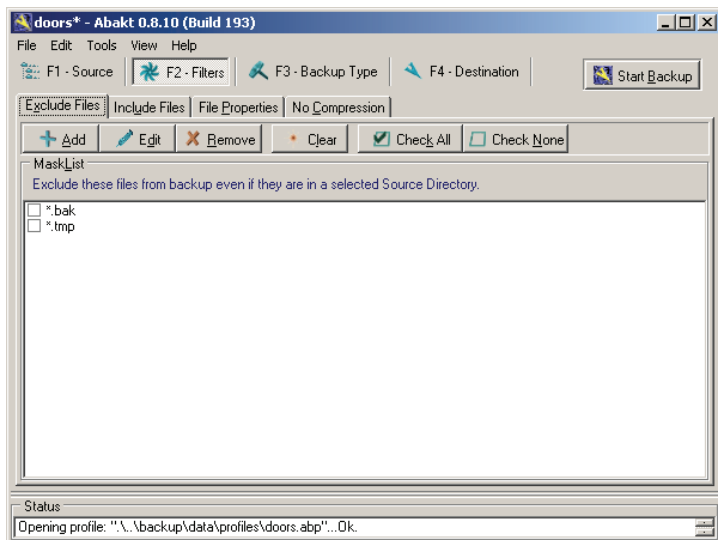 doors* - Abakt 0.8.10 (Build 193)
File Edit Tools View Help
F1 - Source F2 - Filters F3 - Backup Type F4 - Destination Start Backup
Exclude Files Include Files File Properties No Compression
Add Edit Remove Clear Check All Check None
MaskList
Exclude these files from backup even if they are in a selected Source Directory.
*.bak
*.tmp
Status
Opening profile: ".\..\backup\data\profiles\doors.abp"...Ok.